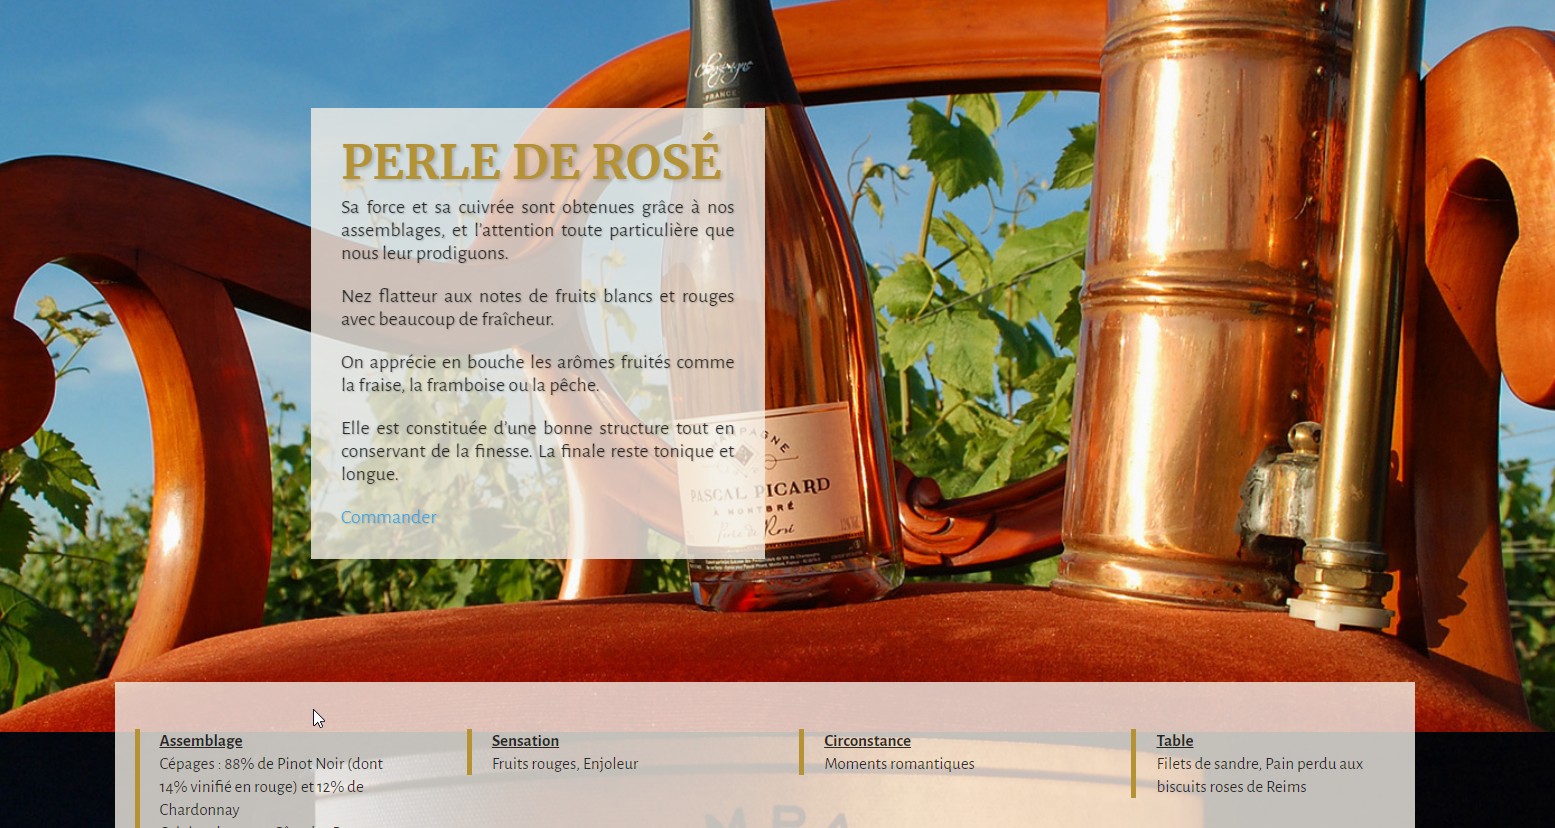 Champagne
FRANCE
PERLE DE ROSÉ
Sa force et sa cuivrée sont obtenues grâce à nos
assemblages, et l'attention toute particulière que
nous leur prodiguons.
Nez flatteur aux notes de fruits blancs et rouges
avec beaucoup de fraîcheur.
On apprécie en bouche les arômes fruités comme
la fraise, la framboise ou la pêche.
Elle est constituée d'une bonne structure tout en
conservant de la finesse. La finale reste tonique et
longue.
Commander
CHAMPAGNE
PASCAL PICARD
À MONTBRÉ
Perle de Rosé
Assemblage
Cépages : 88% de Pinot Noir (dont
14% vinifié en rouge) et 12% de
Chardonnay
Sensation
Fruits rouges, Enjoleur
Circonstance
Moments romantiques
Table
Filets de sandre, Pain perdu aux
biscuits roses de Reims